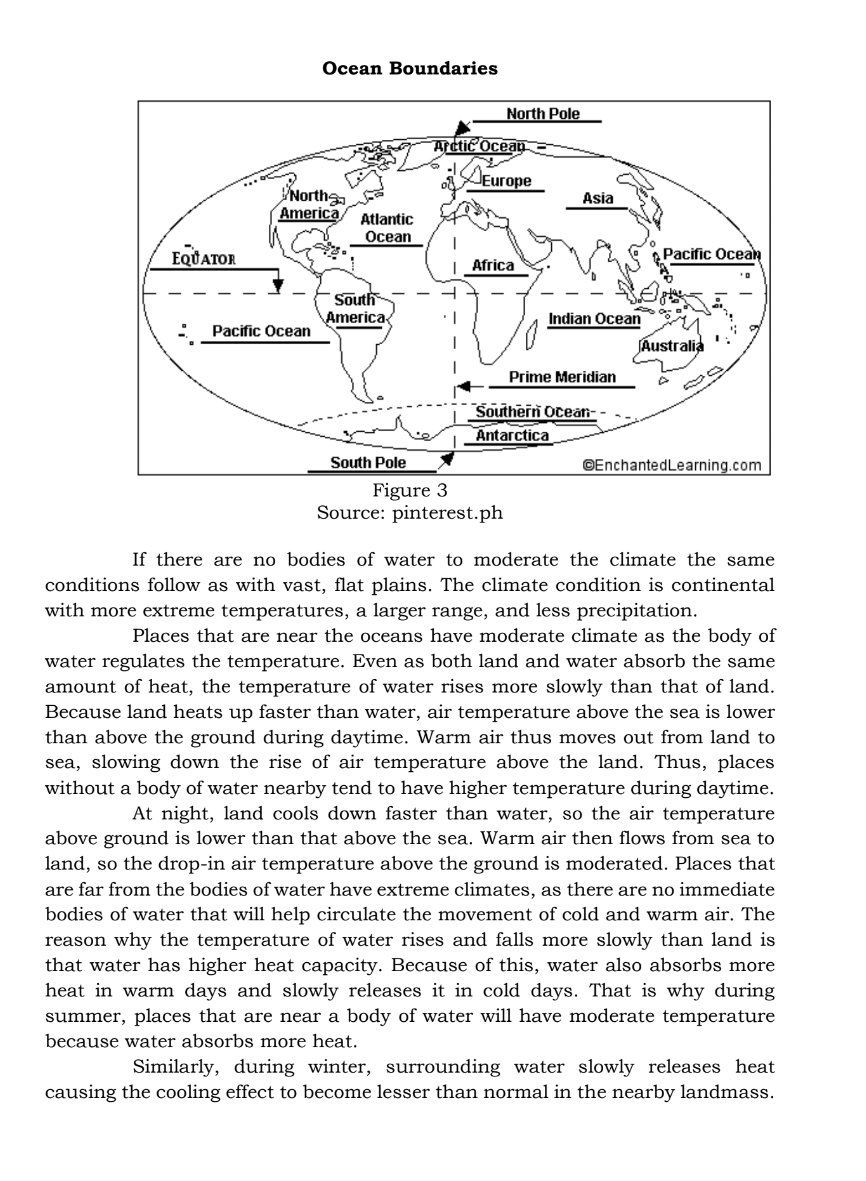 Ocean Boundaries
North Pole
Arctic Ocean
Europe
Asia
North
America
Atlantic
Ocean
EQUATOR
Africa
Pacific Ocean
South
America
Indian Ocean
Pacific Ocean
Australia
Prime Meridian
Southern Ocean
Antarctica
South Pole
©EnchantedLearning.com
Figure 3
Source: pinterest.ph
If there are no bodies of water to moderate the climate the same
conditions follow as with vast, flat plains. The climate condition is continental
with more extreme temperatures, a larger range, and less precipitation.
Places that are near the oceans have moderate climate as the body of
water regulates the temperature. Even as both land and water absorb the same
amount of heat, the temperature of water rises more slowly than that of land.
Because land heats up faster than water, air temperature above the sea is lower
than above the ground during daytime. Warm air thus moves out from land to
sea, slowing down the rise of air temperature above the land. Thus, places
without a body of water nearby tend to have higher temperature during daytime.
At night, land cools down faster than water, so the air temperature
above ground is lower than that above the sea. Warm air then flows from sea to
land, so the drop-in air temperature above the ground is moderated. Places that
are far from the bodies of water have extreme climates, as there are no immediate
bodies of water that will help circulate the movement of cold and warm air. The
reason why the temperature of water rises and falls more slowly than land is
that water has higher heat capacity. Because of this, water also absorbs more
heat in warm days and slowly releases it in cold days. That is why during
summer, places that are near a body of water will have moderate temperature
because water absorbs more heat.
Similarly, during winter, surrounding water slowly releases heat
causing the cooling effect to become lesser than normal in the nearby landmass.